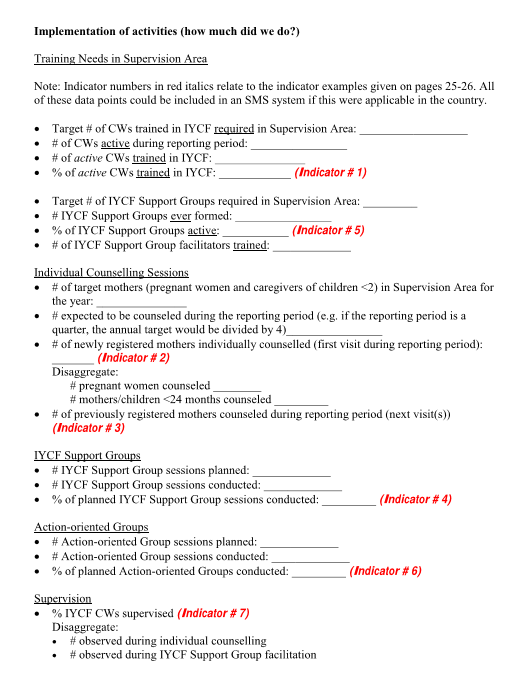 Implementation of activities (how much did we do?)
Training Needs in Supervision Area
Note: Indicator numbers in red italics relate to the indicator examples given on pages 25-26. All
of these data points could be included in an SMS system if this were applicable in the country.
• Target # of CWs trained in IYCF required in Supervision Area: __________________
• # of CWs active during reporting period: ________________
• # of active CWs trained in IYCF: _______________
• % of active CWs trained in IYCF: ____________ (Indicator # 1)
• Target # of IYCF Support Groups required in Supervision Area: _________
• # IYCF Support Groups ever formed: ________________
• % of IYCF Support Groups active: ___________ (Indicator # 5)
• # of IYCF Support Group facilitators trained: _____________
Individual Counselling Sessions
• # of target mothers (pregnant women and caregivers of children <2) in Supervision Area for
the year: _______________
• # expected to be counseled during the reporting period (e.g. if the reporting period is a
quarter, the annual target would be divided by 4)________________
• # of newly registered mothers individually counselled (first visit during reporting period):
_______ (Indicator # 2)
Disaggregate:
# pregnant women counseled ________
# mothers/children <24 months counseled _________
• # of previously registered mothers counseled during reporting period (next visit(s))
(Indicator # 3)
IYCF Support Groups
• # IYCF Support Group sessions planned: _____________
• # IYCF Support Group sessions conducted: _____________
• % of planned IYCF Support Group sessions conducted: _________ (Indicator # 4)
Action-oriented Groups
• # Action-oriented Group sessions planned: _____________
• # Action-oriented Group sessions conducted: _____________
• % of planned Action-oriented Groups conducted: _________ (Indicator # 6)
Supervision
• % IYCF CWs supervised (Indicator # 7)
Disaggregate:
• # observed during individual counselling
• # observed during IYCF Support Group facilitation